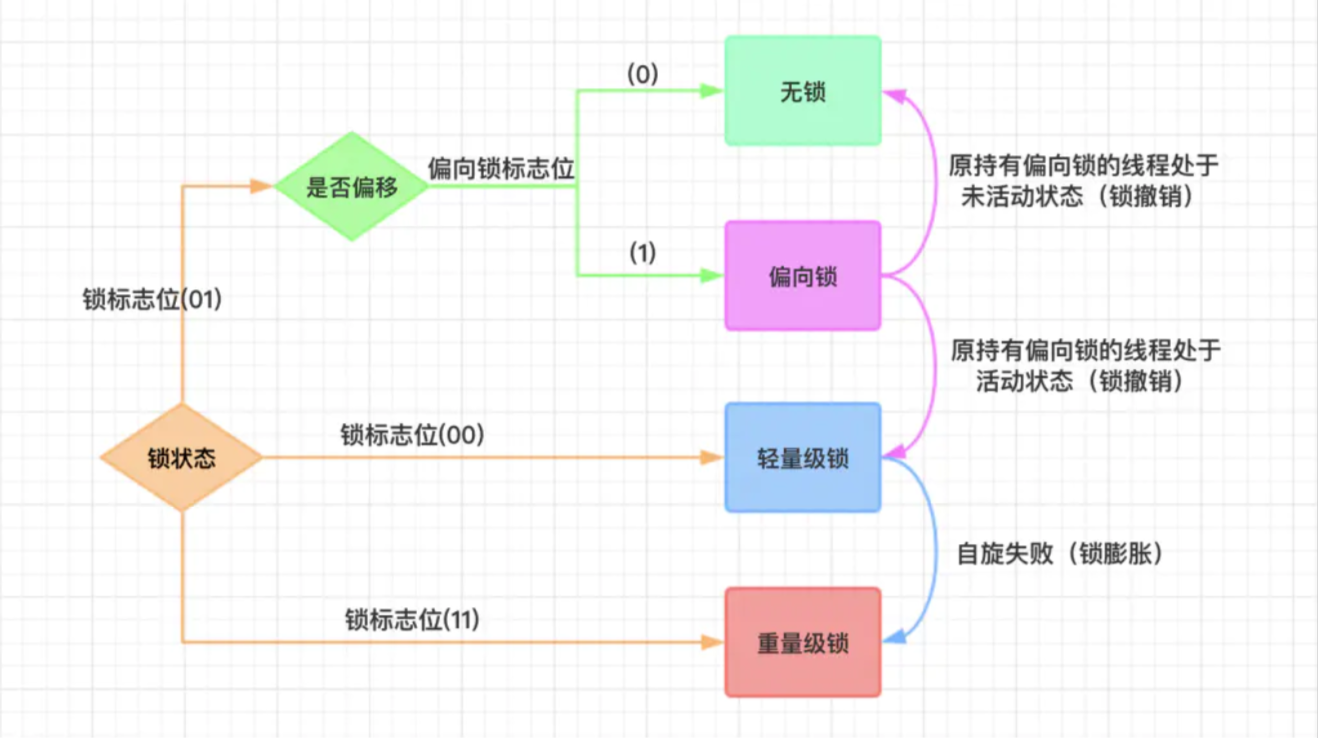 (0)
无锁
偏向锁标志位
是否偏移
原持有偏向锁的线程处于
未活动状态（锁撤销）
(1)
偏向锁
锁标志位(01)
原持有偏向锁的线程处于
活动状态（锁撤销）
锁标志位(00)
锁状态
轻量级锁
自旋失败（锁膨胀）
锁标志位(11)
重量级锁